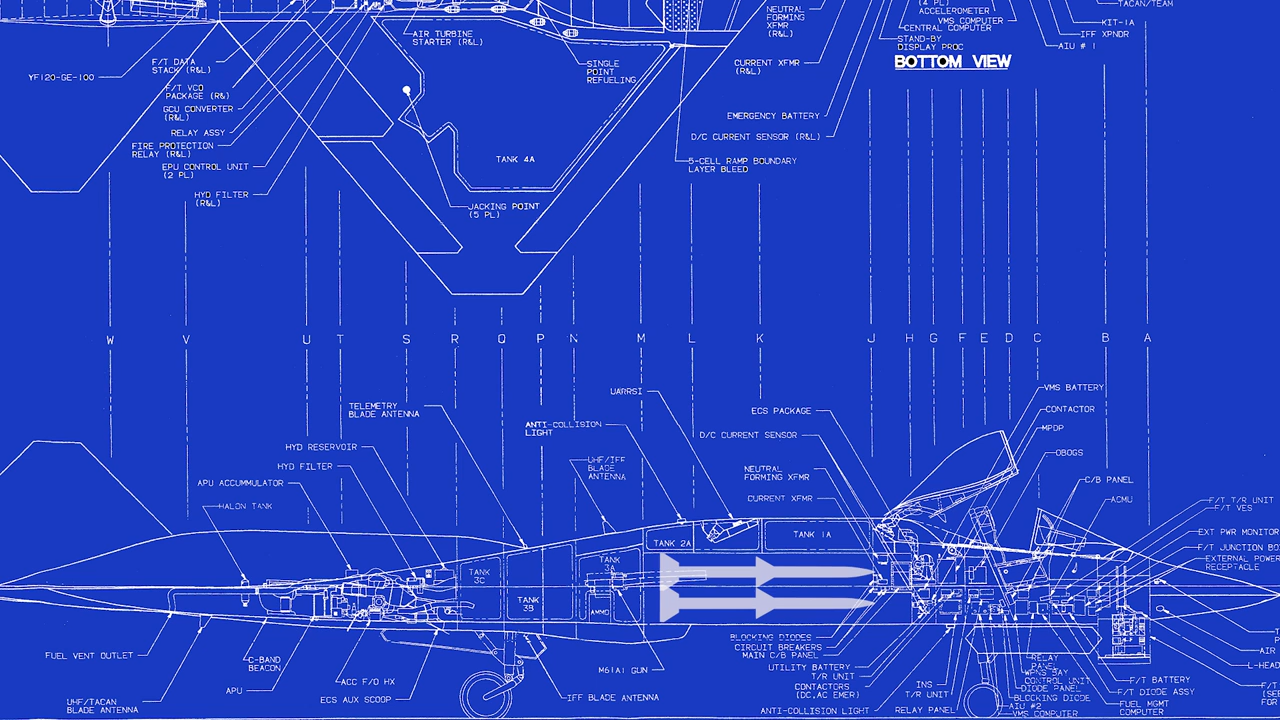 TACAN/TEAM
ACCELEROMETER
VMS COMPUTER
CENTRAL COMPUTER
STAND-BY
DISPLAY PROC
KIT-1A
IFF XPNDR
AIU # 1
NEUTRAL
FORMING
XFMR
(R&L)
BOTTOM VIEW
AIR TURBINE
STARTER (R&L)
SINGLE
POINT
REFUELING
CURRENT XFMR
(R&L)
YF120-GE-100
F/T DATA
STACK (R&L)
F/T VCO
PACKAGE (R&L)
GCU CONVERTER
(R&L)
RELAY ASSY
FIRE PROTECTION
RELAY (R&L)
EPU CONTROL UNIT
(2 PL)
HYD FILTER
(R&L)
EMERGENCY BATTERY
D/C CURRENT SENSOR (R&L)
TANK 4A
5-CELL RAMP BOUNDARY
LAYER BLEED
JACKING POINT
(5 PL)
W V U T S R Q P N M L K J H G F E D C B A
UARRSI
TELEMETRY
BLADE ANTENNA
ANTI-COLLISION
LIGHT
ECS PACKAGE
D/C CURRENT SENSOR
VMS BATTERY
CONTACTOR
MPDP
OBOGS
HYD RESERVOIR
HYD FILTER
APU ACCUMMULATOR
HALON TANK
UHF/IFF
BLADE
ANTENNA
NEUTRAL
FORMING XFMR
CURRENT XFMR
C/B PANEL
ACMU
F/T T/R UNIT
F/T VES
EXT PWR MONITOR
F/T JUNCTION BO
EXTERNAL POWER
RECEPTACLE
TANK 2A
TANK 1A
TANK
3A
TANK
3C
TANK
3B
AMMO
BLOCKING DIODES
CIRCUIT BREAKERS
MAIN C/B PANEL
UTILITY BATTERY
T/R UNIT
CONTACTORS
(DC,AC EMER)
ANTI-COLLISION LIGHT
FUEL VENT OUTLET
C-BAND
BEACON
APU
ACC F/D HX
ECS AUX SCOOP
UHF/TACAN
BLADE ANTENNA
M61A1 GUN
IFF BLADE ANTENNA
INS
T/R UNIT
RELAY PANEL
RELAY
PANEL
WPNS BAY
CONTROL UNIT
DIODE PANEL
BLOCKING DIODE
AIU #2
VMS COMPUTER
F/T BATTERY
F/T DIODE ASSY
FUEL MGMT
COMPUTER
AIR
L-HEAD
F/T